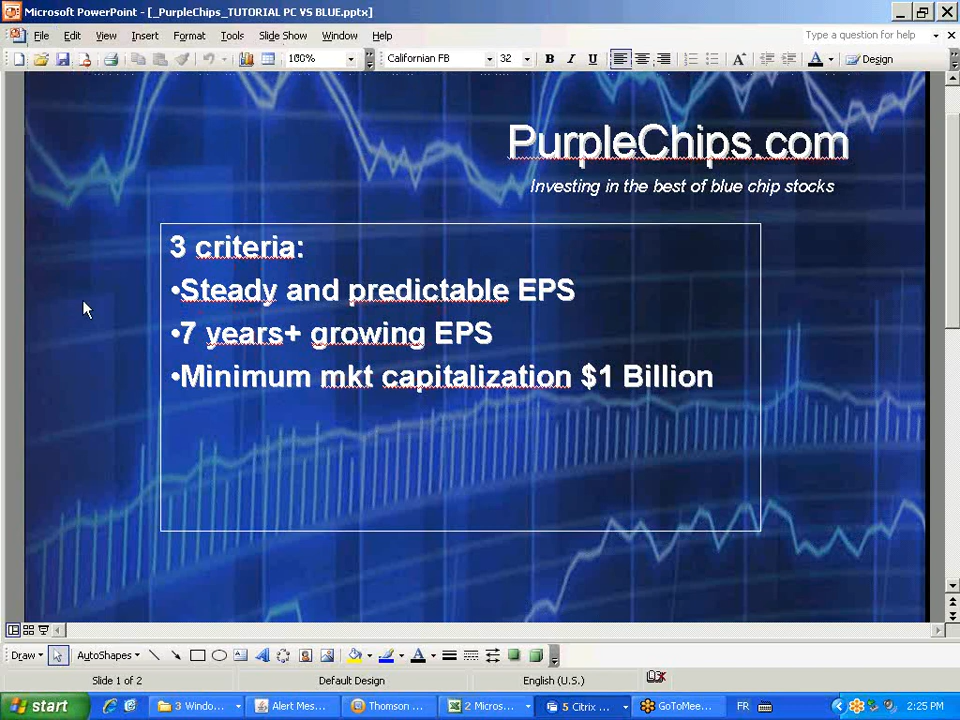 Microsoft PowerPoint - [_PurpleChips_TUTORIAL PC VS BLUE.pptx]
File Edit View Insert Format Tools Slide Show Window Help
Type a question for help
100%
Californian FB
32
B I U
A
A
Design
PurpleChips.com
Investing in the best of blue chip stocks
3 criteria:
•Steady and predictable EPS
•7 years+ growing EPS
•Minimum mkt capitalization $1 Billion
Draw AutoShapes
A
Slide 1 of 2
Default Design
English (U.S.)
start
3 Windo...
Alert Mes...
Thomson ...
2 Micros...
5 Citrix ...
GoToMee...
FR
2:25 PM